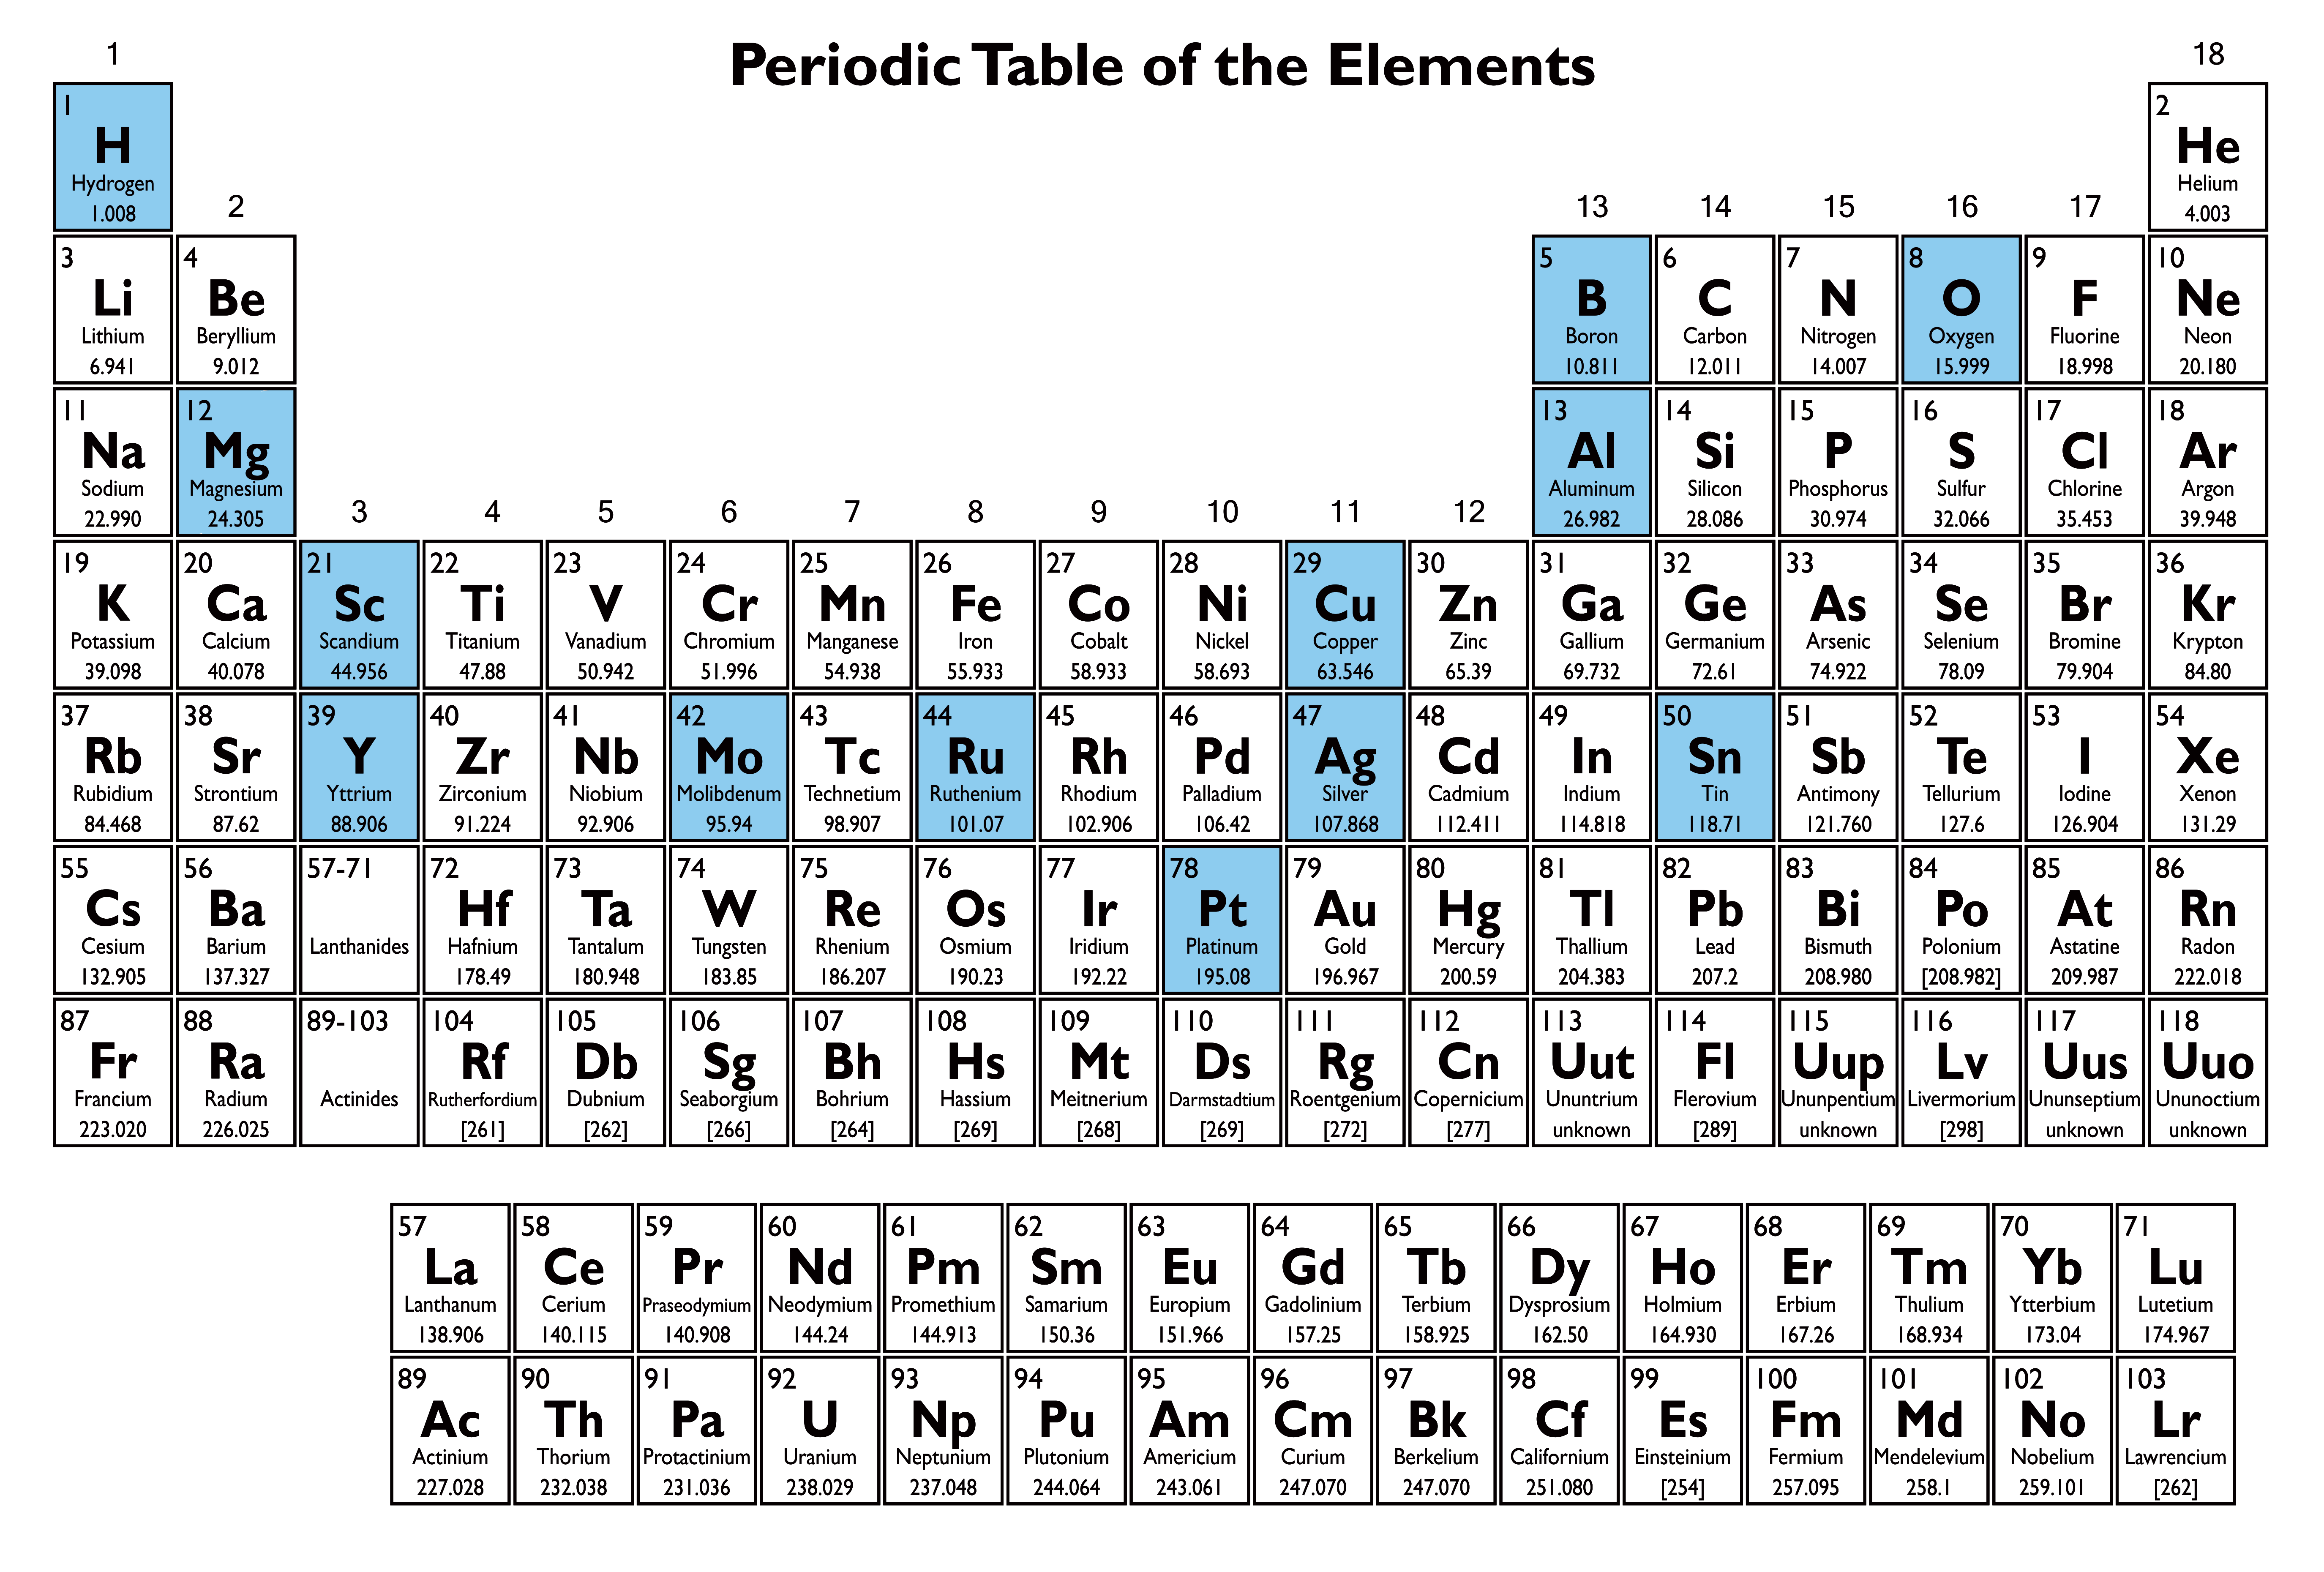 Periodic Table of the Elements
1 18
1 2
H He
Hydrogen Helium
1.008 4.003
2 13 14 15 16 17
3 4 5 6 7 8 9 10
Li Be B C N O F Ne
Lithium Beryllium Boron Carbon Nitrogen Oxygen Fluorine Neon
6.941 9.012 10.811 12.011 14.007 15.999 18.998 20.180
11 12 13 14 15 16 17 18
Na Mg Al Si P S Cl Ar
Sodium Magnesium Aluminum Silicon Phosphorus Sulfur Chlorine Argon
22.990 24.305 26.982 28.086 30.974 32.066 35.453 39.948
3 4 5 6 7 8 9 10 11 12
19 20 21 22 23 24 25 26 27 28 29 30 31 32 33 34 35 36
K Ca Sc Ti V Cr Mn Fe Co Ni Cu Zn Ga Ge As Se Br Kr
Potassium Calcium Scandium Titanium Vanadium Chromium Manganese Iron Cobalt Nickel Copper Zinc Gallium Germanium Arsenic Selenium Bromine Krypton
39.098 40.078 44.956 47.88 50.942 51.996 54.938 55.933 58.933 58.693 63.546 65.39 69.732 72.61 74.922 78.09 79.904 84.80
37 38 39 40 41 42 43 44 45 46 47 48 49 50 51 52 53 54
Rb Sr Y Zr Nb Mo Tc Ru Rh Pd Ag Cd In Sn Sb Te I Xe
Rubidium Strontium Yttrium Zirconium Niobium Molibdenum Technetium Ruthenium Rhodium Palladium Silver Cadmium Indium Tin Antimony Tellurium Iodine Xenon
84.468 87.62 88.906 91.224 92.906 95.94 98.907 101.07 102.906 106.42 107.868 112.411 114.818 118.71 121.760 127.6 126.904 131.29
55 56 57-71 72 73 74 75 76 77 78 79 80 81 82 83 84 85 86
Cs Ba Hf Ta W Re Os Ir Pt Au Hg Tl Pb Bi Po At Rn
Cesium Barium Lanthanides Hafnium Tantalum Tungsten Rhenium Osmium Iridium Platinum Gold Mercury Thallium Lead Bismuth Polonium Astatine Radon
132.905 137.327 178.49 180.948 183.85 186.207 190.23 192.22 195.08 196.967 200.59 204.383 207.2 208.980 [208.982] 209.987 222.018
87 88 89-103 104 105 106 107 108 109 110 111 112 113 114 115 116 117 118
Fr Ra Rf Db Sg Bh Hs Mt Ds Rg Cn Uut Fl Uup Lv Uus Uuo
Francium Radium Actinides Rutherfordium Dubnium Seaborgium Bohrium Hassium Meitnerium Darmstadtium Roentgenium Copernicium Ununtrium Flerovium Ununpentium Livermorium Ununseptium Ununoctium
223.020 226.025 [261] [262] [266] [264] [269] [268] [269] [272] [277] unknown [289] unknown [298] unknown unknown
57 58 59 60 61 62 63 64 65 66 67 68 69 70 71
La Ce Pr Nd Pm Sm Eu Gd Tb Dy Ho Er Tm Yb Lu
Lanthanum Cerium Praseodymium Neodymium Promethium Samarium Europium Gadolinium Terbium Dysprosium Holmium Erbium Thulium Ytterbium Lutetium
138.906 140.115 140.908 144.24 144.913 150.36 151.966 157.25 158.925 162.50 164.930 167.26 168.934 173.04 174.967
89 90 91 92 93 94 95 96 97 98 99 100 101 102 103
Ac Th Pa U Np Pu Am Cm Bk Cf Es Fm Md No Lr
Actinium Thorium Protactinium Uranium Neptunium Plutonium Americium Curium Berkelium Californium Einsteinium Fermium Mendelevium Nobelium Lawrencium
227.028 232.038 231.036 238.029 237.048 244.064 243.061 247.070 247.070 251.080 [254] 257.095 258.1 259.101 [262]